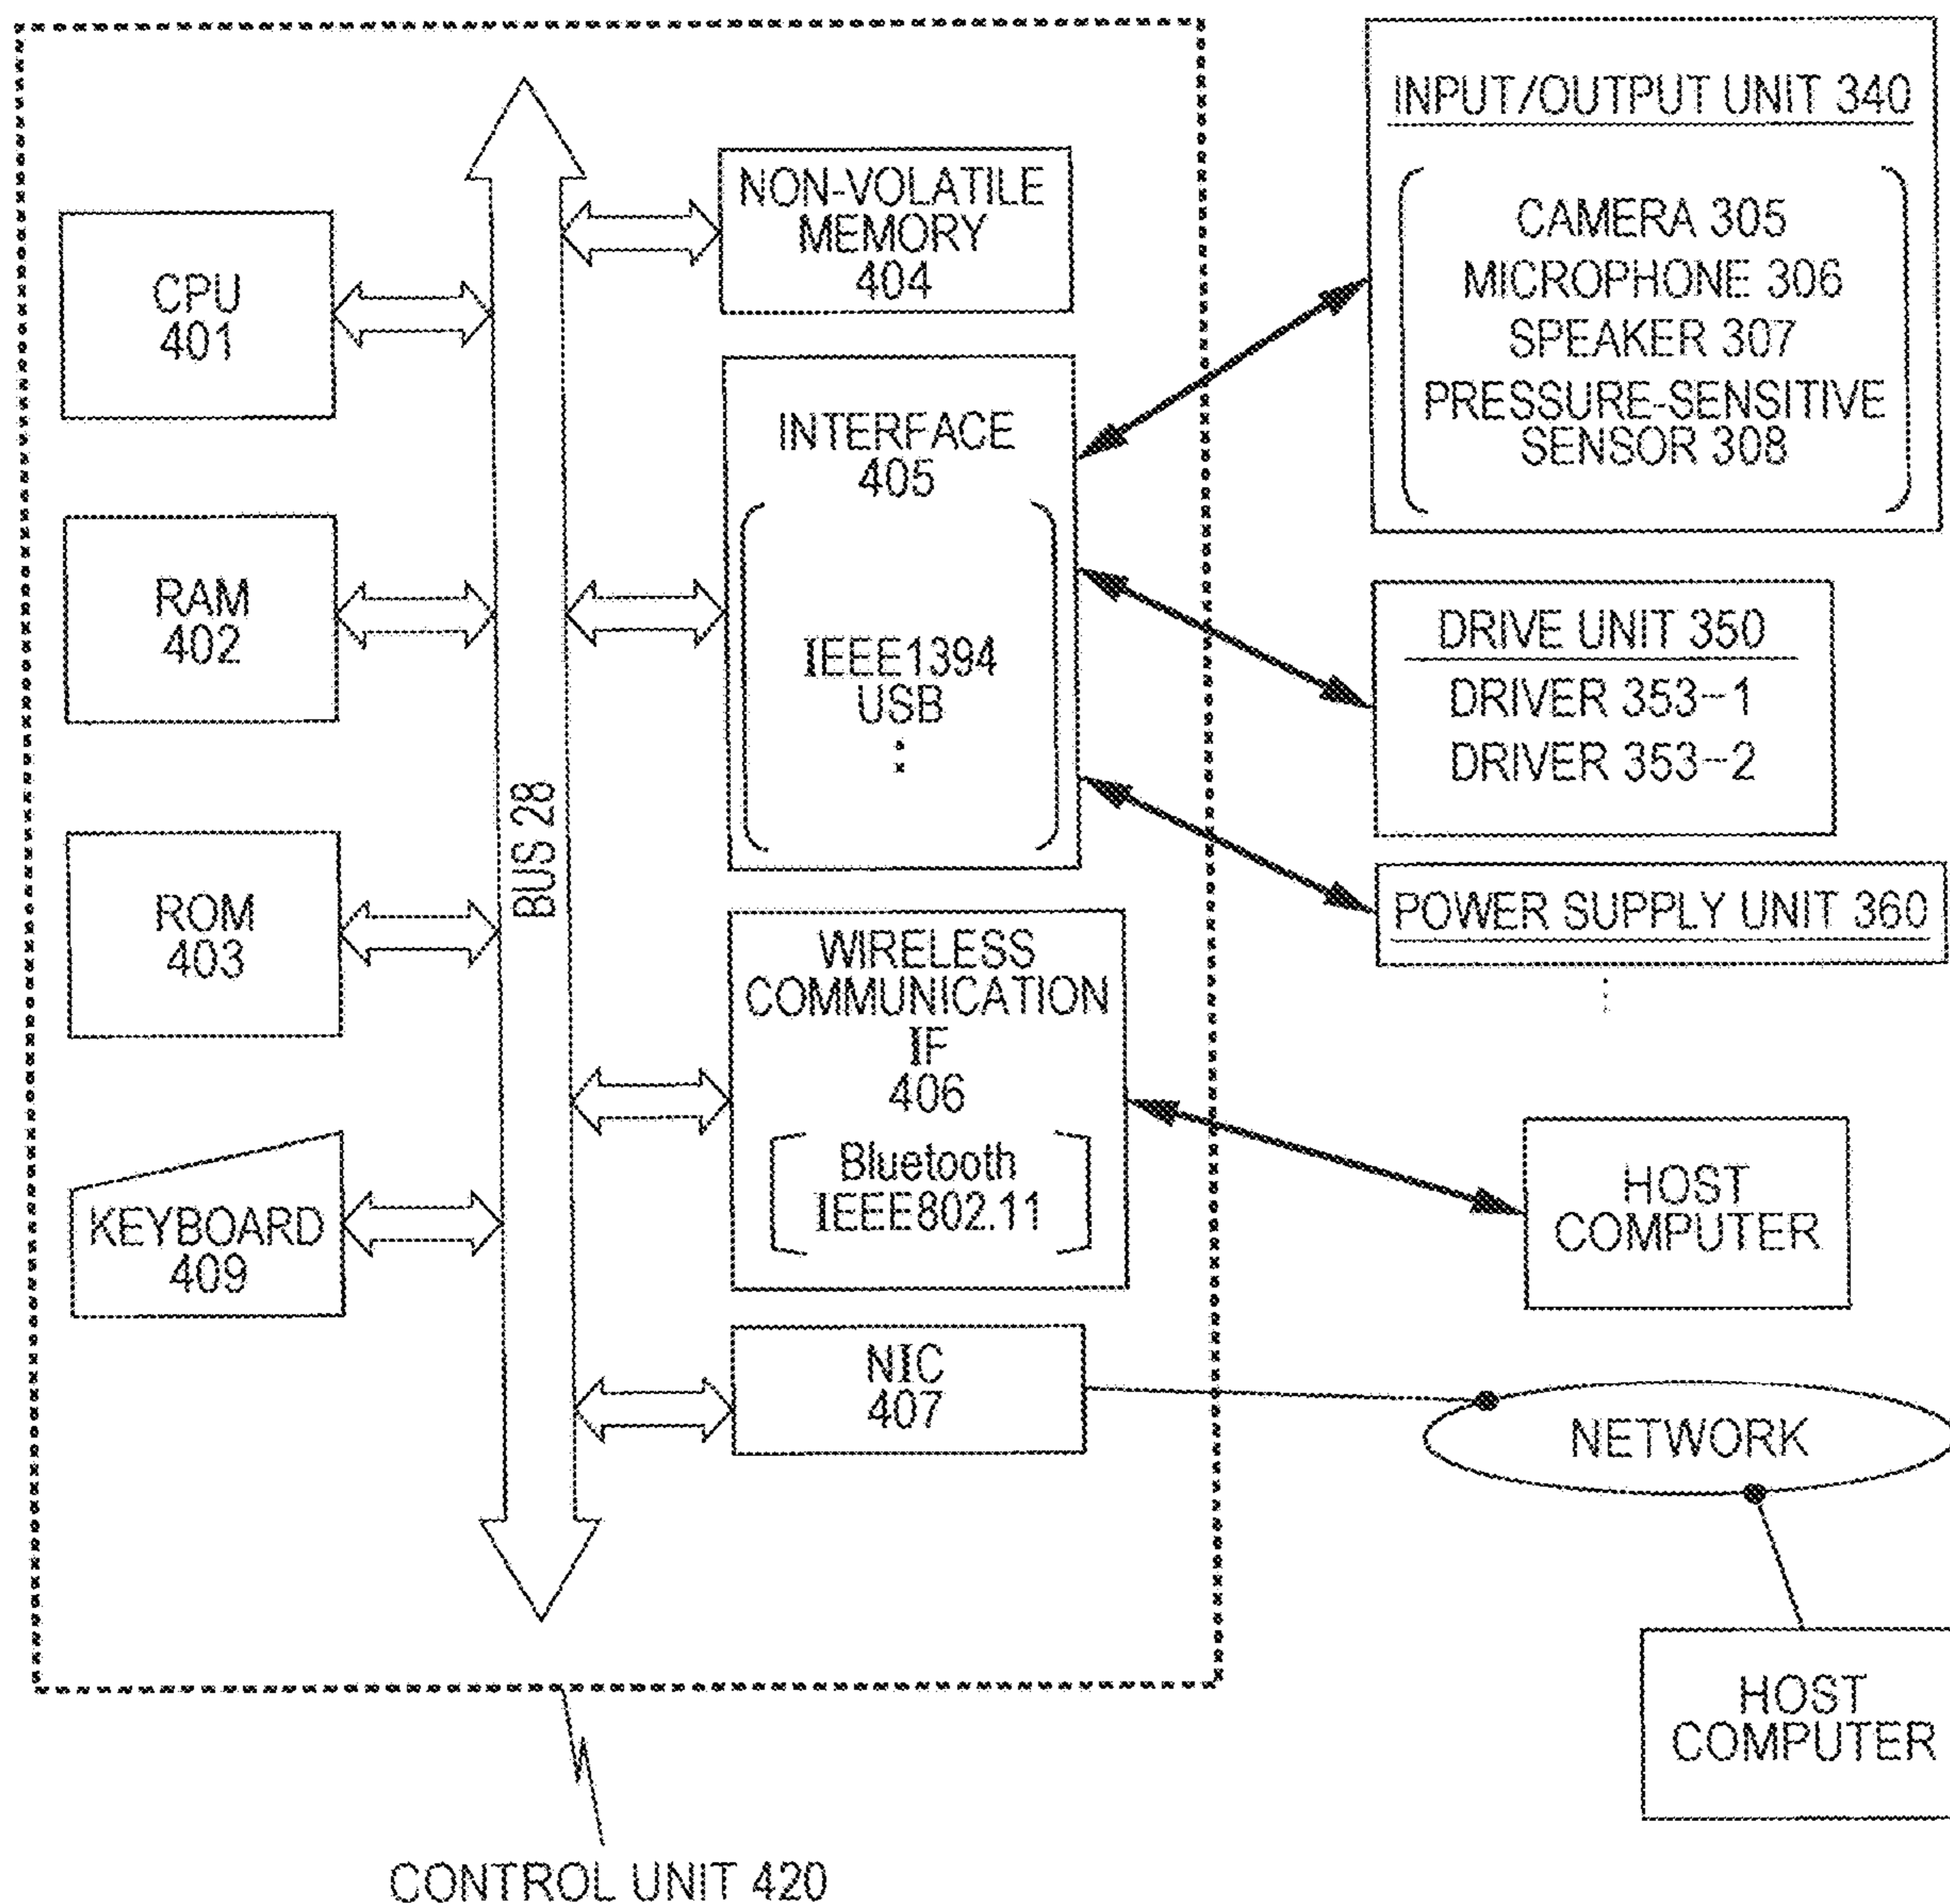 CPU
401
RAM
402
ROM
403
KEYBOARD
409
BUS 28
NON-VOLATILE
MEMORY
404
INTERFACE
405
IEEE1394
USB
WIRELESS
COMMUNICATION
IF
406
Bluetooth
IEEE802.11
NIC
407
INPUT/OUTPUT UNIT 340
CAMERA 305
MICROPHONE 306
SPEAKER 307
PRESSURE-SENSITIVE
SENSOR 308
DRIVE UNIT 350
DRIVER 353-1
DRIVER 353-2
POWER SUPPLY UNIT 360
HOST
COMPUTER
NETWORK
HOST
COMPUTER
CONTROL UNIT 420